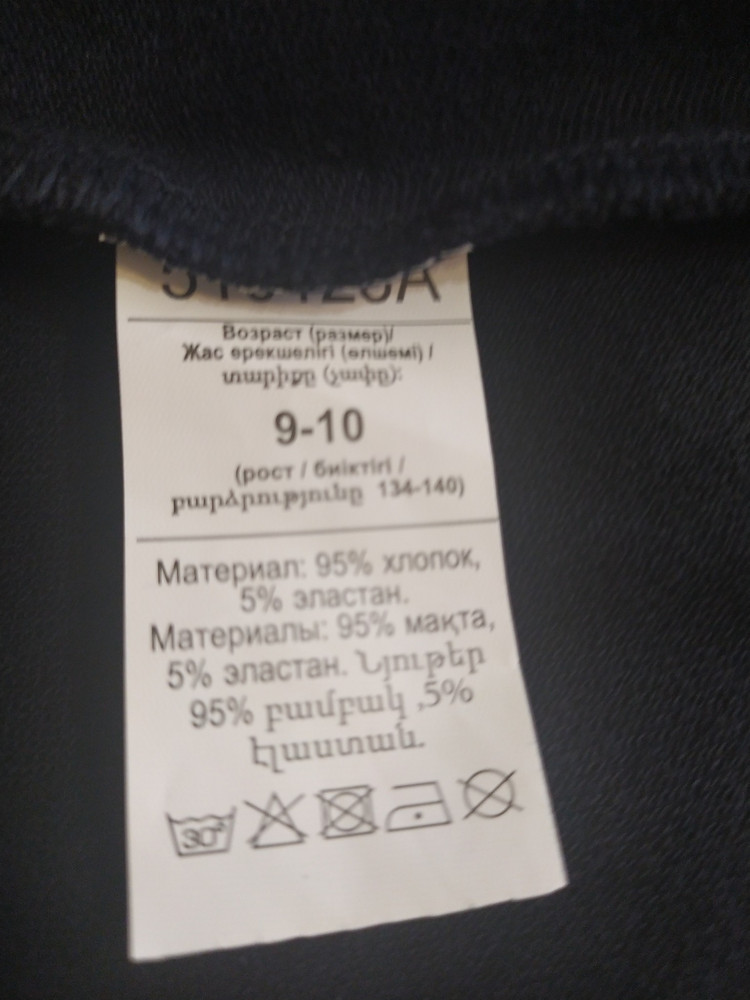 Возраст (размер)/
Жас ерекшелігі (өлшемі) /
տարիքը (չափը):
9-10
(рост / биіктігі /
բարձրությունը 134-140)
Материал: 95% хлопок,
5% эластан.
Материалы: 95% мақта,
5% эластан. Նյութեր
95% բամբակ ,5%
էլաստան.
30°